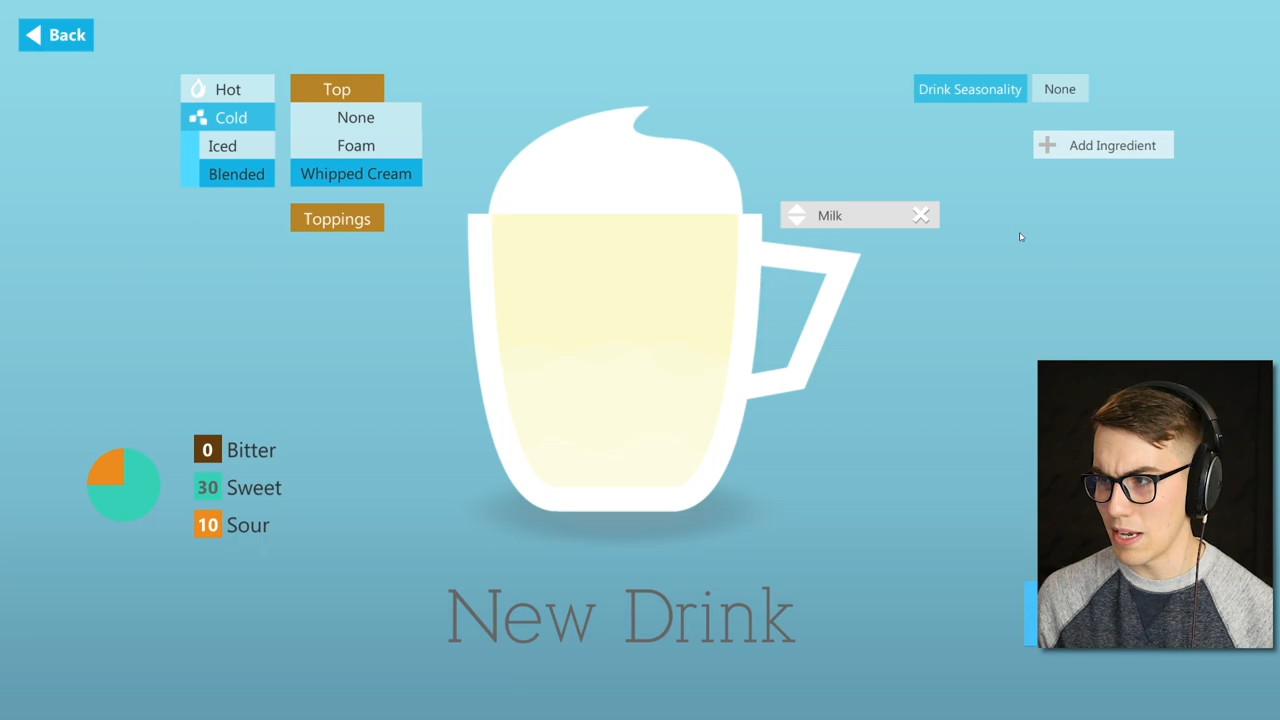 Back
Hot
Cold
Iced
Blended
Top
None
Foam
Whipped Cream
Toppings
Drink Seasonality
None
Add Ingredient
Milk
0 Bitter
30 Sweet
10 Sour
New Drink